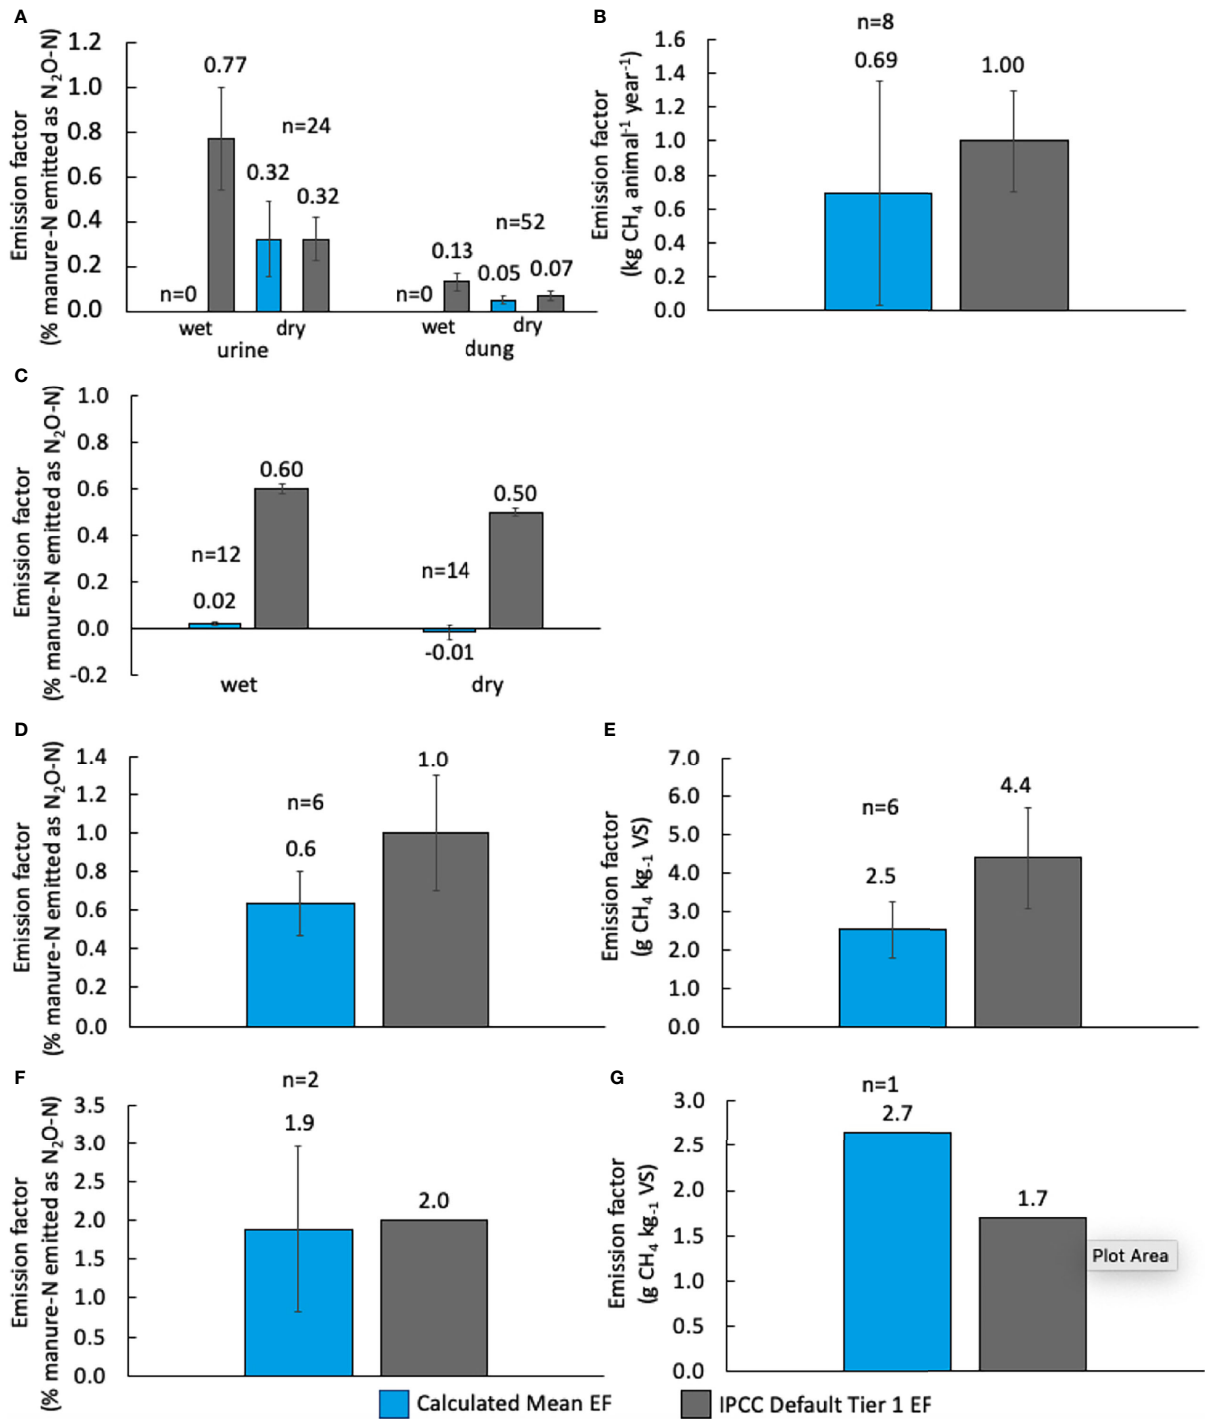 A
Emission factor
(% manure-N emitted as N₂O-N)
1.2
1.0
0.8
0.6
0.4
0.2
0.0
0.77
n=24
0.32
0.32
n=52
0.13
0.05
0.07
n=0
n=0
wet
dry
wet
dry
urine
dung
B
Emission factor
(kg CH₄ animal⁻¹ year⁻¹)
1.6
1.4
1.2
1.0
0.8
0.6
0.4
0.2
0.0
n=8
0.69
1.00
C
Emission factor
(% manure-N emitted as N₂O-N)
1.0
0.8
0.6
0.4
0.2
0.0
-0.2
0.60
0.50
n=12
n=14
0.02
-0.01
wet
dry
D
Emission factor
(% manure-N emitted as N₂O-N)
1.4
1.2
1.0
0.8
0.6
0.4
0.2
0.0
1.0
n=6
0.6
E
Emission factor
(g CH₄ kg₋₁ VS)
7.0
6.0
5.0
4.0
3.0
2.0
1.0
0.0
4.4
n=6
2.5
F
Emission factor
(% manure-N emitted as N₂O-N)
3.5
3.0
2.5
2.0
1.5
1.0
0.5
0.0
n=2
1.9
2.0
G
Emission factor
(g CH₄ kg₋₁ VS)
3.0
2.5
2.0
1.5
1.0
0.5
0.0
n=1
2.7
1.7
Plot Area
Calculated Mean EF
IPCC Default Tier 1 EF